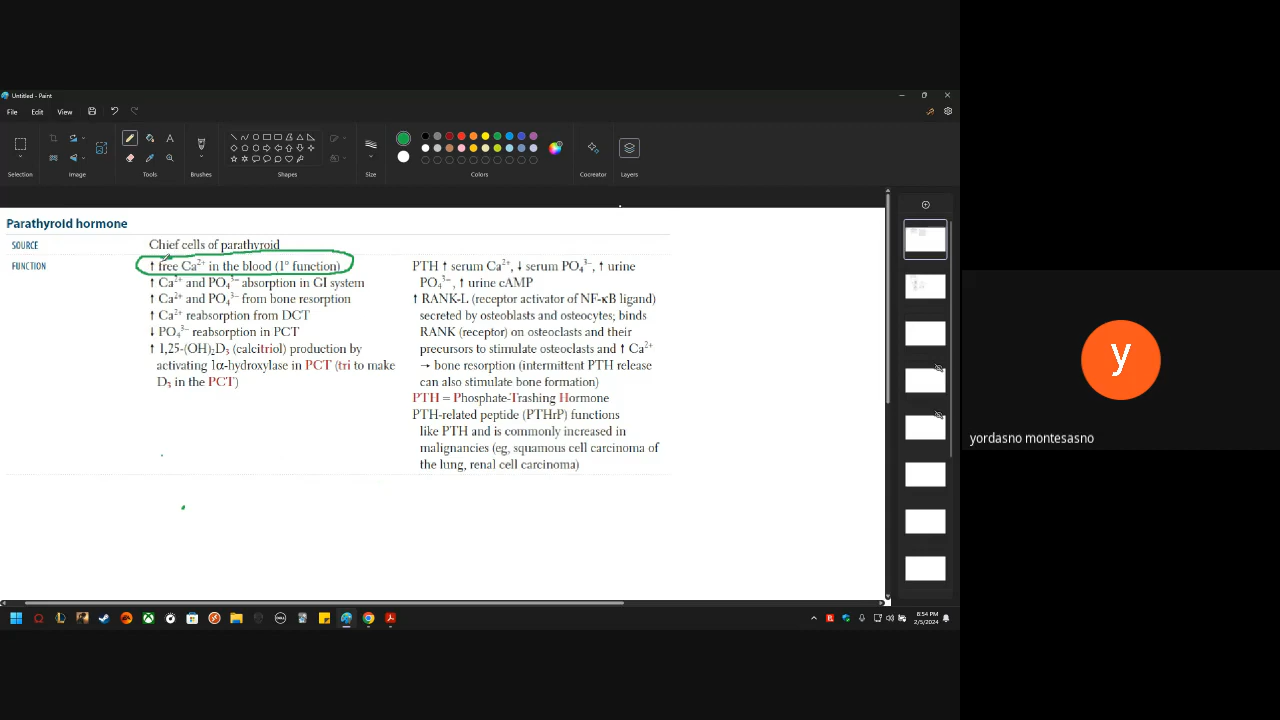 Untitled - Paint
File Edit View
Selection Image Tools Brushes Shapes Size Colors Cocreator Layers
Parathyroid hormone
SOURCE Chief cells of parathyroid
FUNCTION
↑ free Ca²⁺ in the blood (1° function)
↑ Ca²⁺ and PO₄³⁻ absorption in GI system
↑ Ca²⁺ and PO₄³⁻ from bone resorption
↑ Ca²⁺ reabsorption from DCT
↓ PO₄³⁻ reabsorption in PCT
↑ 1,25-(OH)₂D₃ (calcitriol) production by
activating 1α-hydroxylase in PCT (tri to make
D₃ in the PCT)
PTH ↑ serum Ca²⁺, ↓ serum PO₄³⁻, ↑ urine
PO₄³⁻, ↑ urine cAMP
↑ RANK-L (receptor activator of NF-κB ligand)
secreted by osteoblasts and osteocytes; binds
RANK (receptor) on osteoclasts and their
precursors to stimulate osteoclasts and ↑ Ca²⁺
→ bone resorption (intermittent PTH release
can also stimulate bone formation)
PTH = Phosphate-Trashing Hormone
PTH-related peptide (PTHrP) functions
like PTH and is commonly increased in
malignancies (eg, squamous cell carcinoma of
the lung, renal cell carcinoma)
8:54 PM
2/5/2024
y
yordasno montesasno